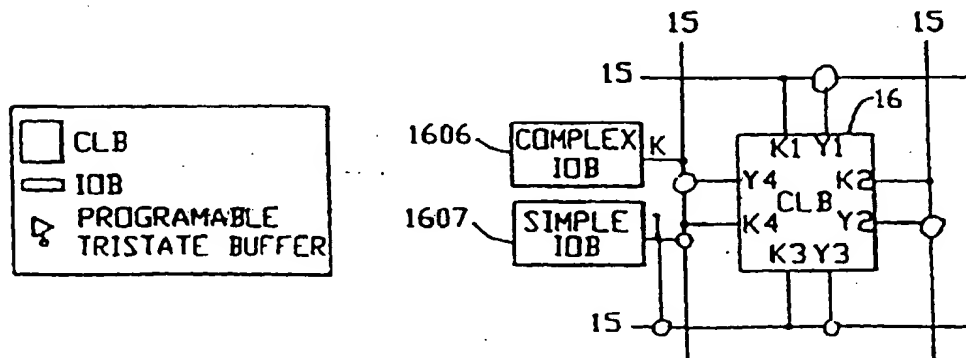 CLB
IOB
PROGRAMABLE
TRISTATE BUFFER
15
15
15
16
1606
COMPLEX
IOB
K
K1
Y1
Y4
K2
CLB
1607
SIMPLE
IOB
K4
Y2
K3
Y3
15